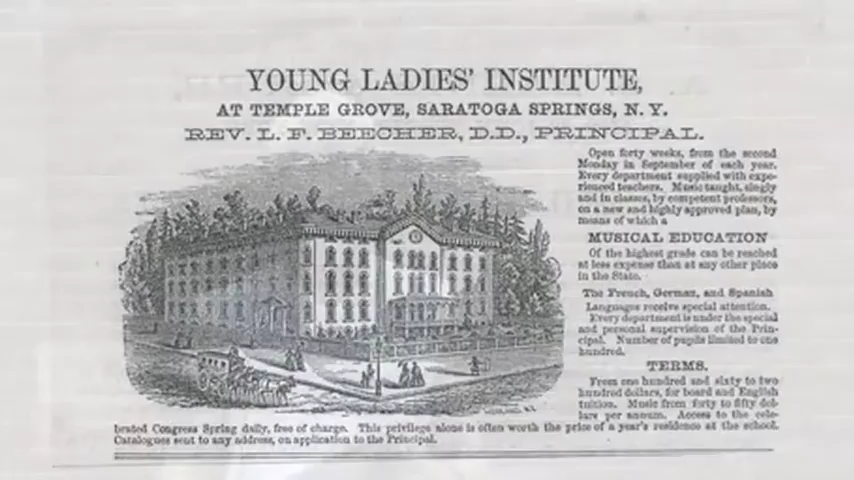 YOUNG LADIES' INSTITUTE,
AT TEMPLE GROVE, SARATOGA SPRINGS, N. Y.
REV. L. F. BEECHER, D.D., PRINCIPAL.
Open forty weeks, from the second
Monday in September of each year.
Every department supplied with expe-
rienced teachers. Music taught, singly
and in classes, by competent professors,
on a new and highly approved plan, by
means of which a
MUSICAL EDUCATION
Of the highest grade can be reached
at less expense than at any other place
in the State.
The French, German, and Spanish
Languages receive special attention.
Every department is under the special
and personal supervision of the Prin-
cipal. Number of pupils limited to one
hundred.
TERMS.
From one hundred and sixty to two
hundred dollars, for board and English
tuition. Music from forty to fifty dol-
lars per annum. Access to the cele-
brated Congress Spring daily, free of charge. This privilege alone is often worth the price of a year's residence at the school.
Catalogues sent to any address, on application to the Principal.